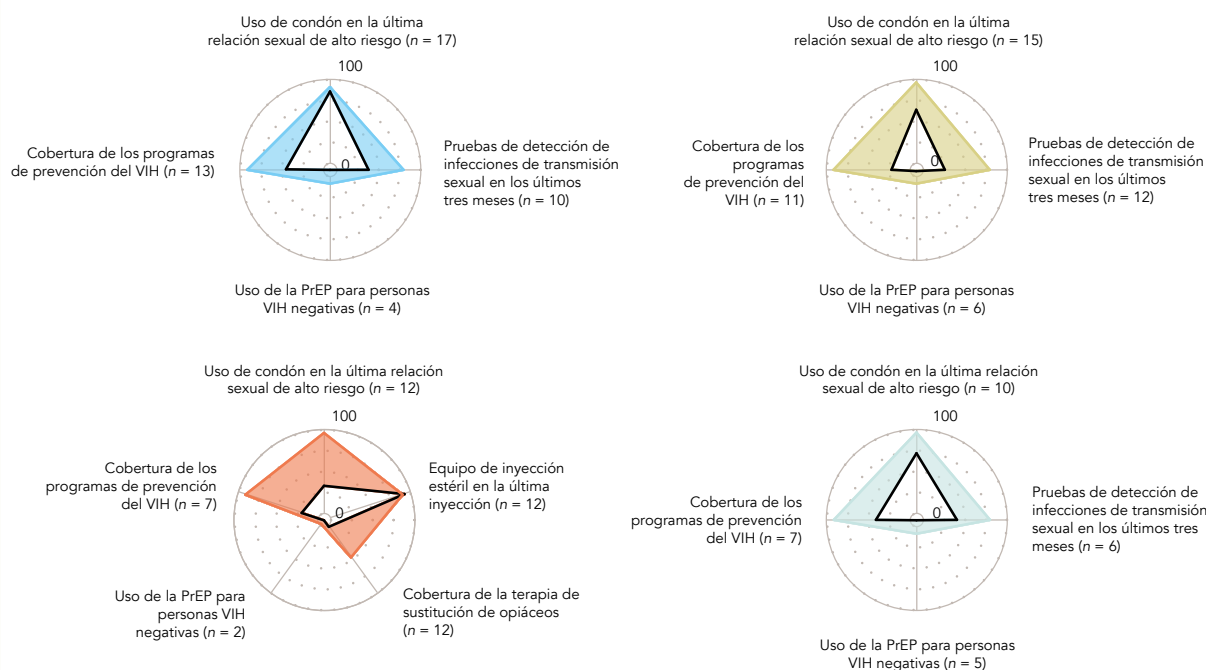 Uso de condón en la última
relación sexual de alto riesgo (n = 17)
100
0
Cobertura de los programas
de prevención del VIH (n = 13)
Pruebas de detección de
infecciones de transmisión
sexual en los últimos
tres meses (n = 10)
Uso de la PrEP para personas
VIH negativas (n = 4)
Uso de condón en la última
relación sexual de alto riesgo (n = 15)
100
0
Cobertura de los
programas
de prevención del
VIH (n = 11)
Pruebas de detección de
infecciones de transmisión
sexual en los últimos
tres meses (n = 12)
Uso de la PrEP para personas
VIH negativas (n = 6)
Uso de condón en la última relación
sexual de alto riesgo (n = 12)
100
0
Cobertura de los
programas de prevención
del VIH (n = 7)
Equipo de inyección
estéril en la última
inyección (n = 12)
Uso de la PrEP para
personas VIH
negativas (n = 2)
Cobertura de la terapia de
sustitución de opiáceos
(n = 12)
Uso de condón en la última relación
sexual de alto riesgo (n = 10)
100
0
Cobertura de los
programas de prevención
del VIH (n = 7)
Pruebas de detección de
infecciones de transmisión
sexual en los últimos tres
meses (n = 6)
Uso de la PrEP para personas
VIH negativas (n = 5)